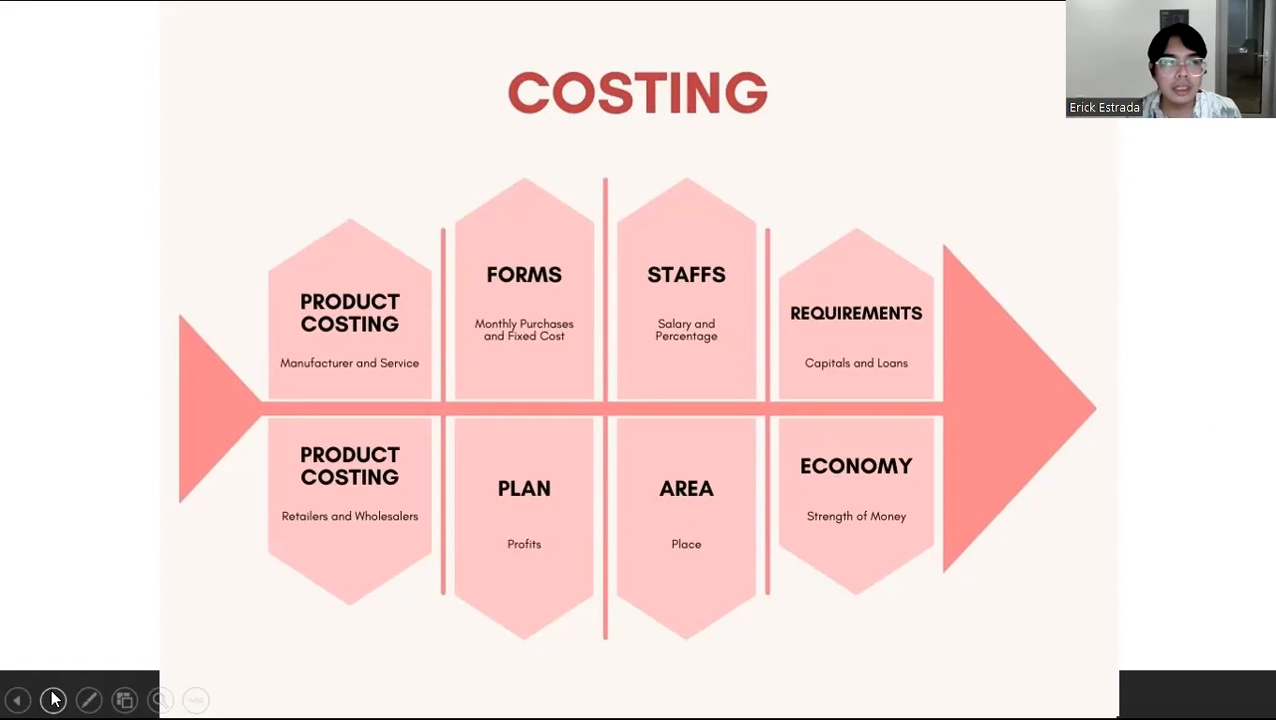 COSTING
Erick Estrada
PRODUCT
COSTING
Manufacturer and Service
FORMS
Monthly Purchases
and Fixed Cost
STAFFS
Salary and
Percentage
REQUIREMENTS
Capitals and Loans
PRODUCT
COSTING
Retailers and Wholesalers
PLAN
Profits
AREA
Place
ECONOMY
Strength of Money